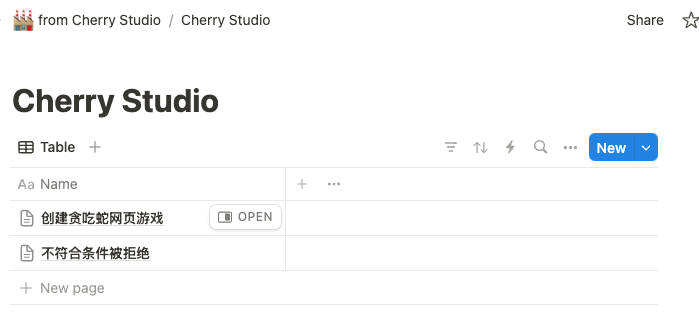 from Cherry Studio / Cherry Studio Share
Cherry Studio
Table New
Aa Name
创建贪吃蛇网页游戏 OPEN
不符合条件被拒绝
New page